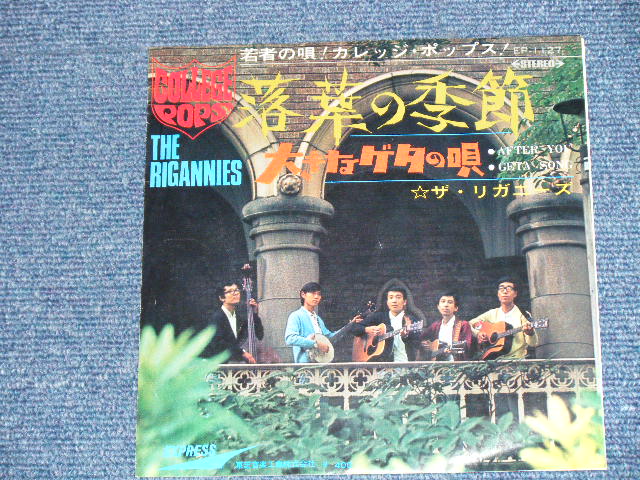 若者の唄!カレッジ・ポップス!
EP-1127
STEREO
COLLEGE POPS
落葉の季節
THE
RIGANNIES
大きなゲタの唄
● AFTER YOU
● GETA SONG
☆ザ・リガニーズ
EXPRESS
東芝音楽工業株式会社